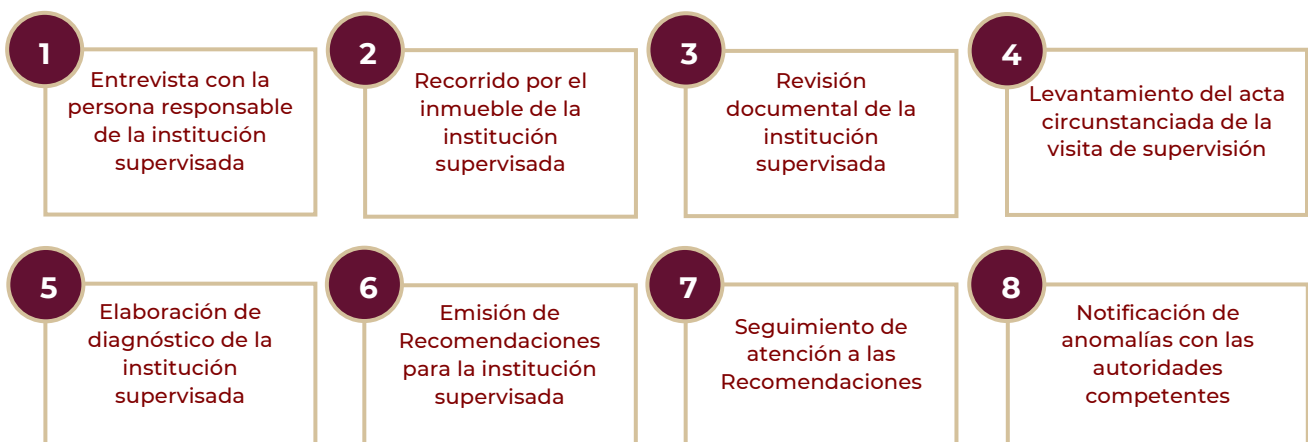 1
Entrevista con la
persona responsable
de la institución
supervisada
2
Recorrido por el
inmueble de la
institución
supervisada
3
Revisión
documental de la
institución
supervisada
4
Levantamiento del acta
circunstanciada de la
visita de supervisión
5
Elaboración de
diagnóstico de la
institución
supervisada
6
Emisión de
Recomendaciones
para la institución
supervisada
7
Seguimiento de
atención a las
Recomendaciones
8
Notificación de
anomalías con las
autoridades
competentes